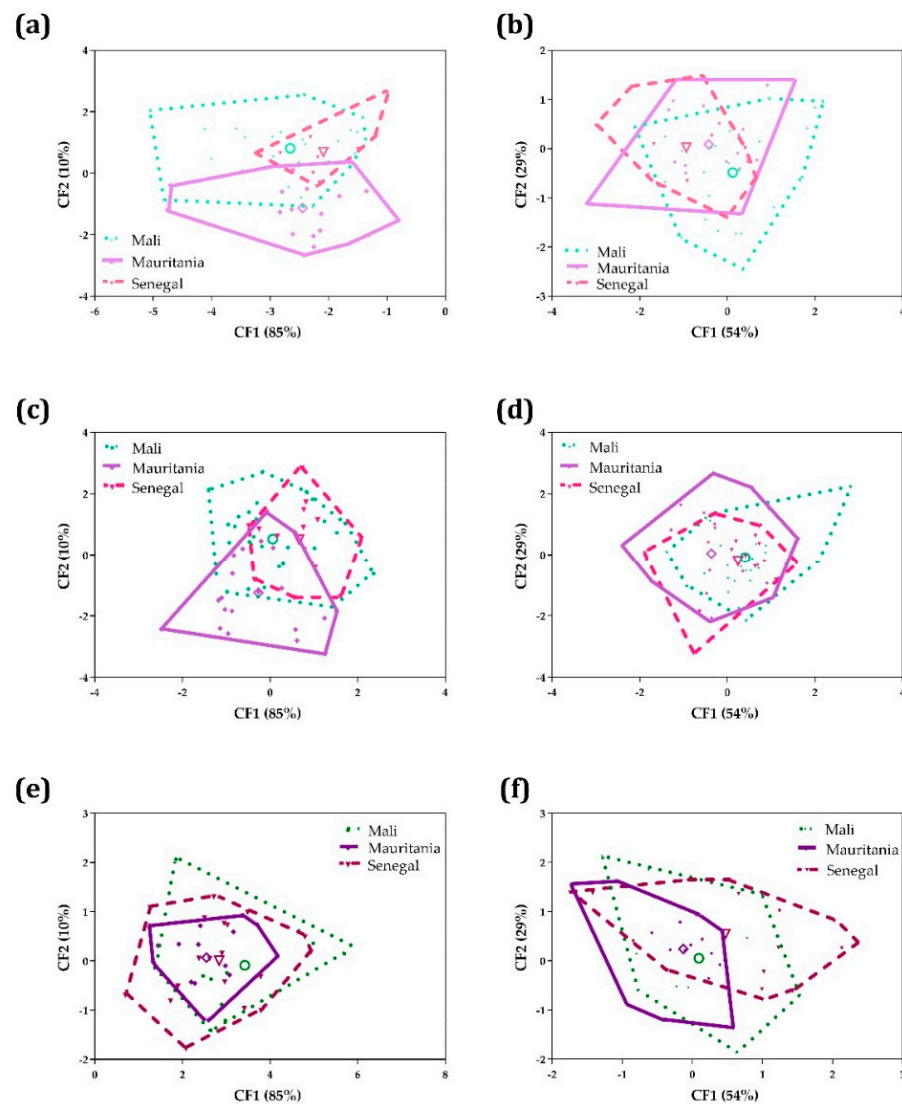 (a)
4
2
0
-2
-4
CF2 (10%)
Mali
Mauritania
Senegal
-6 -5 -4 -3 -2 -1 0
CF1 (85%)
(b)
2
1
0
-1
-2
-3
CF2 (29%)
Mali
Mauritania
Senegal
-4 -2 0 2 4
CF1 (54%)
(c)
4
2
0
-2
-4
CF2 (10%)
Mali
Mauritania
Senegal
-4 -2 0 2 4
CF1 (85%)
(d)
4
2
0
-2
-4
CF2 (29%)
Mali
Mauritania
Senegal
-4 -2 0 2 4
CF1 (54%)
(e)
3
2
1
0
-1
-2
CF2 (10%)
Mali
Mauritania
Senegal
0 2 4 6 8
CF1 (85%)
(f)
3
2
1
0
-1
-2
CF2 (29%)
Mali
Mauritania
Senegal
-2 -1 0 1 2 3
CF1 (54%)